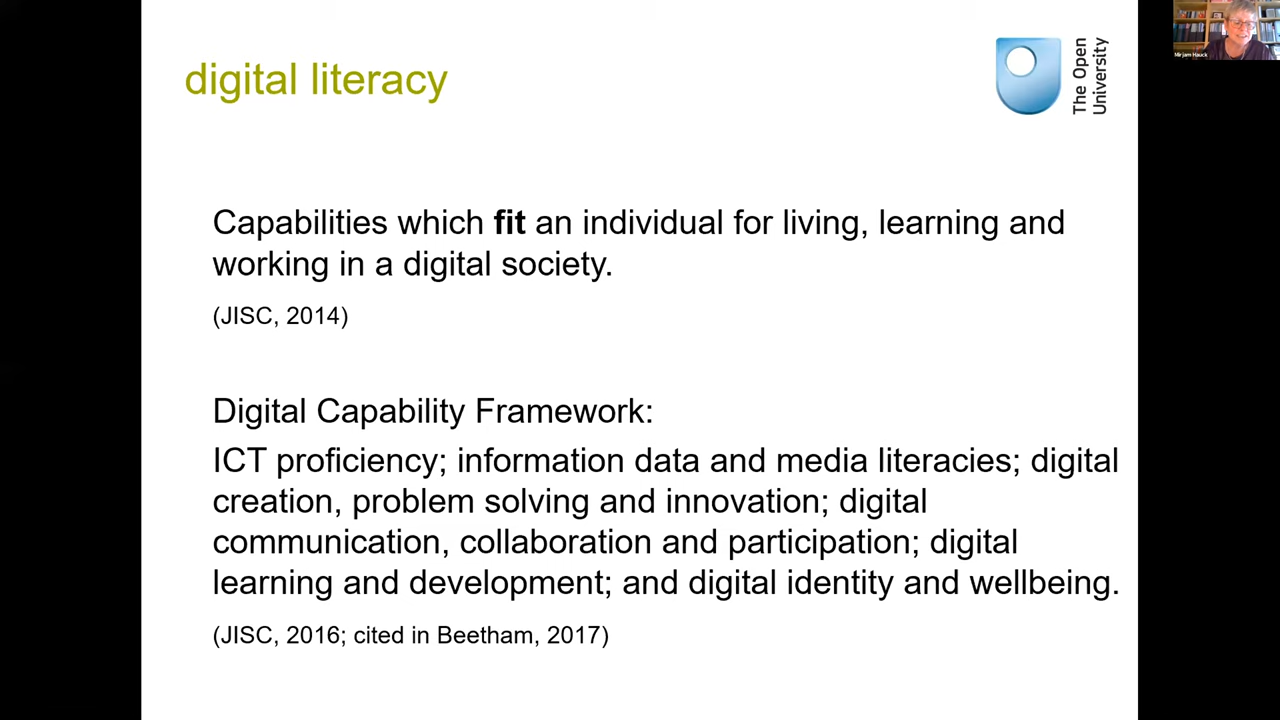 digital literacy
The Open
University
Mirjam Hauck
Capabilities which fit an individual for living, learning and
working in a digital society.
(JISC, 2014)
Digital Capability Framework:
ICT proficiency; information data and media literacies; digital
creation, problem solving and innovation; digital
communication, collaboration and participation; digital
learning and development; and digital identity and wellbeing.
(JISC, 2016; cited in Beetham, 2017)